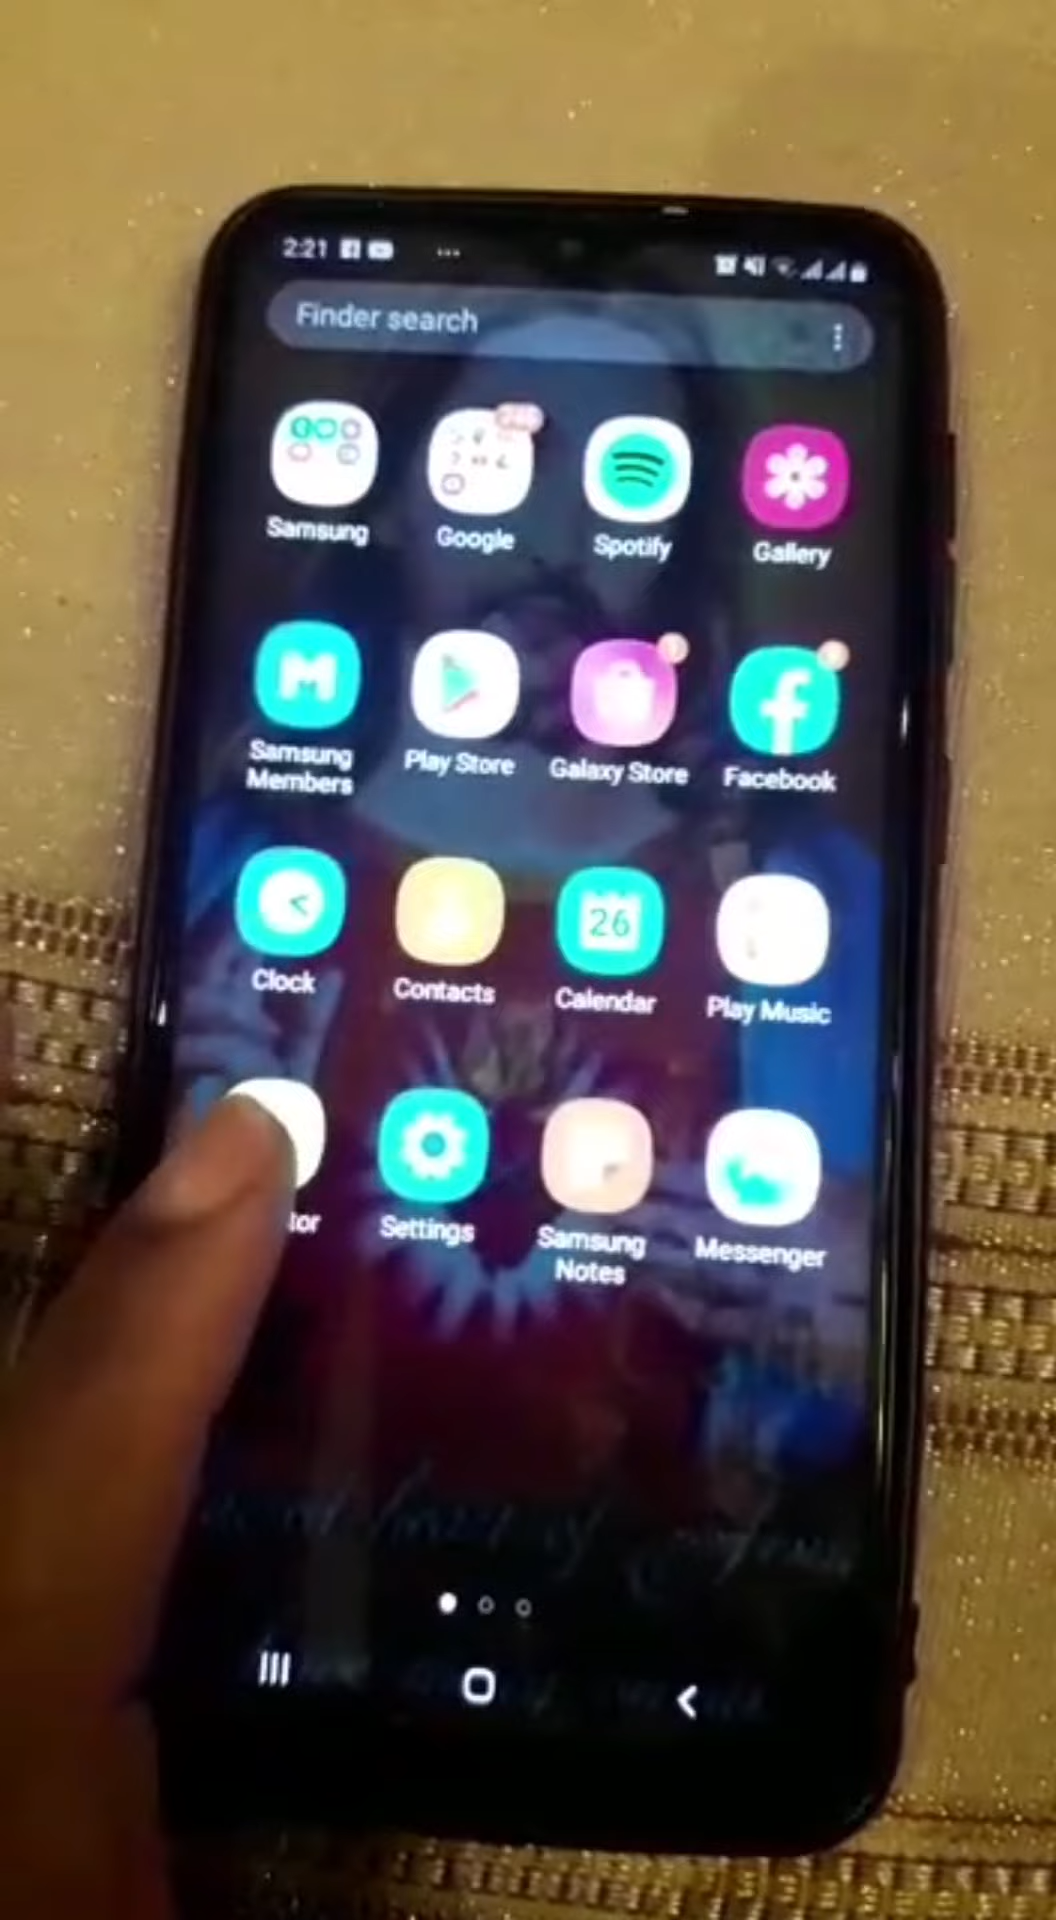 2:21
Finder search
Samsung Google Spotify Gallery
Samsung Members Play Store Galaxy Store Facebook
26
Clock Contacts Calendar Play Music
tor Settings Samsung Notes Messenger